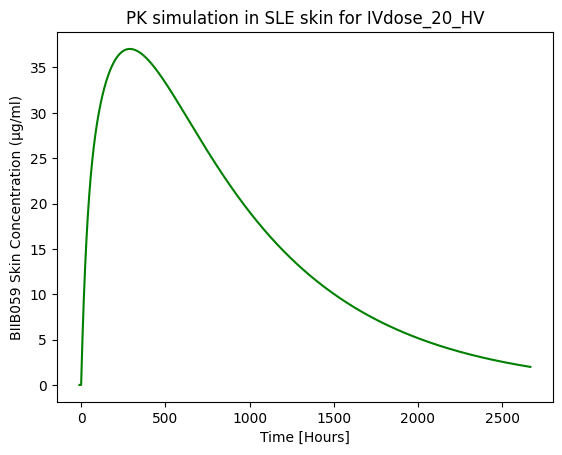 PK simulation in SLE skin for IVdose_20_HV
BIIB059 Skin Concentration (µg/ml)
35
30
25
20
15
10
5
0
0 500 1000 1500 2000 2500
Time [Hours]